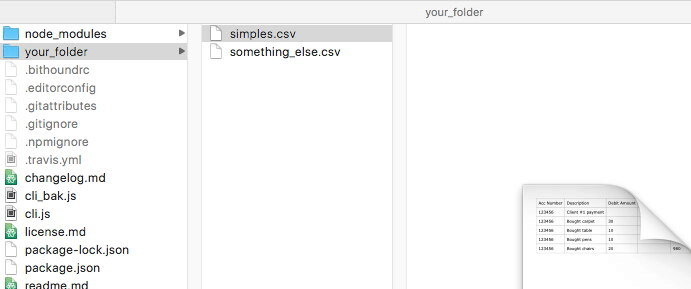 your_folder
node_modules
your_folder
.bithoundrc
.editorconfig
.gitattributes
.gitignore
.npmignore
.travis.yml
changelog.md
cli_bak.js
cli.js
license.md
package-lock.json
package.json
readme.md
simples.csv
something_else.csv
Acc Number Description Debit Amount
123456 Client #1 payment
123456 Bought carpet 30
123456 Bought table 10
123456 Bought pens 10
123456 Bought chairs 20 980